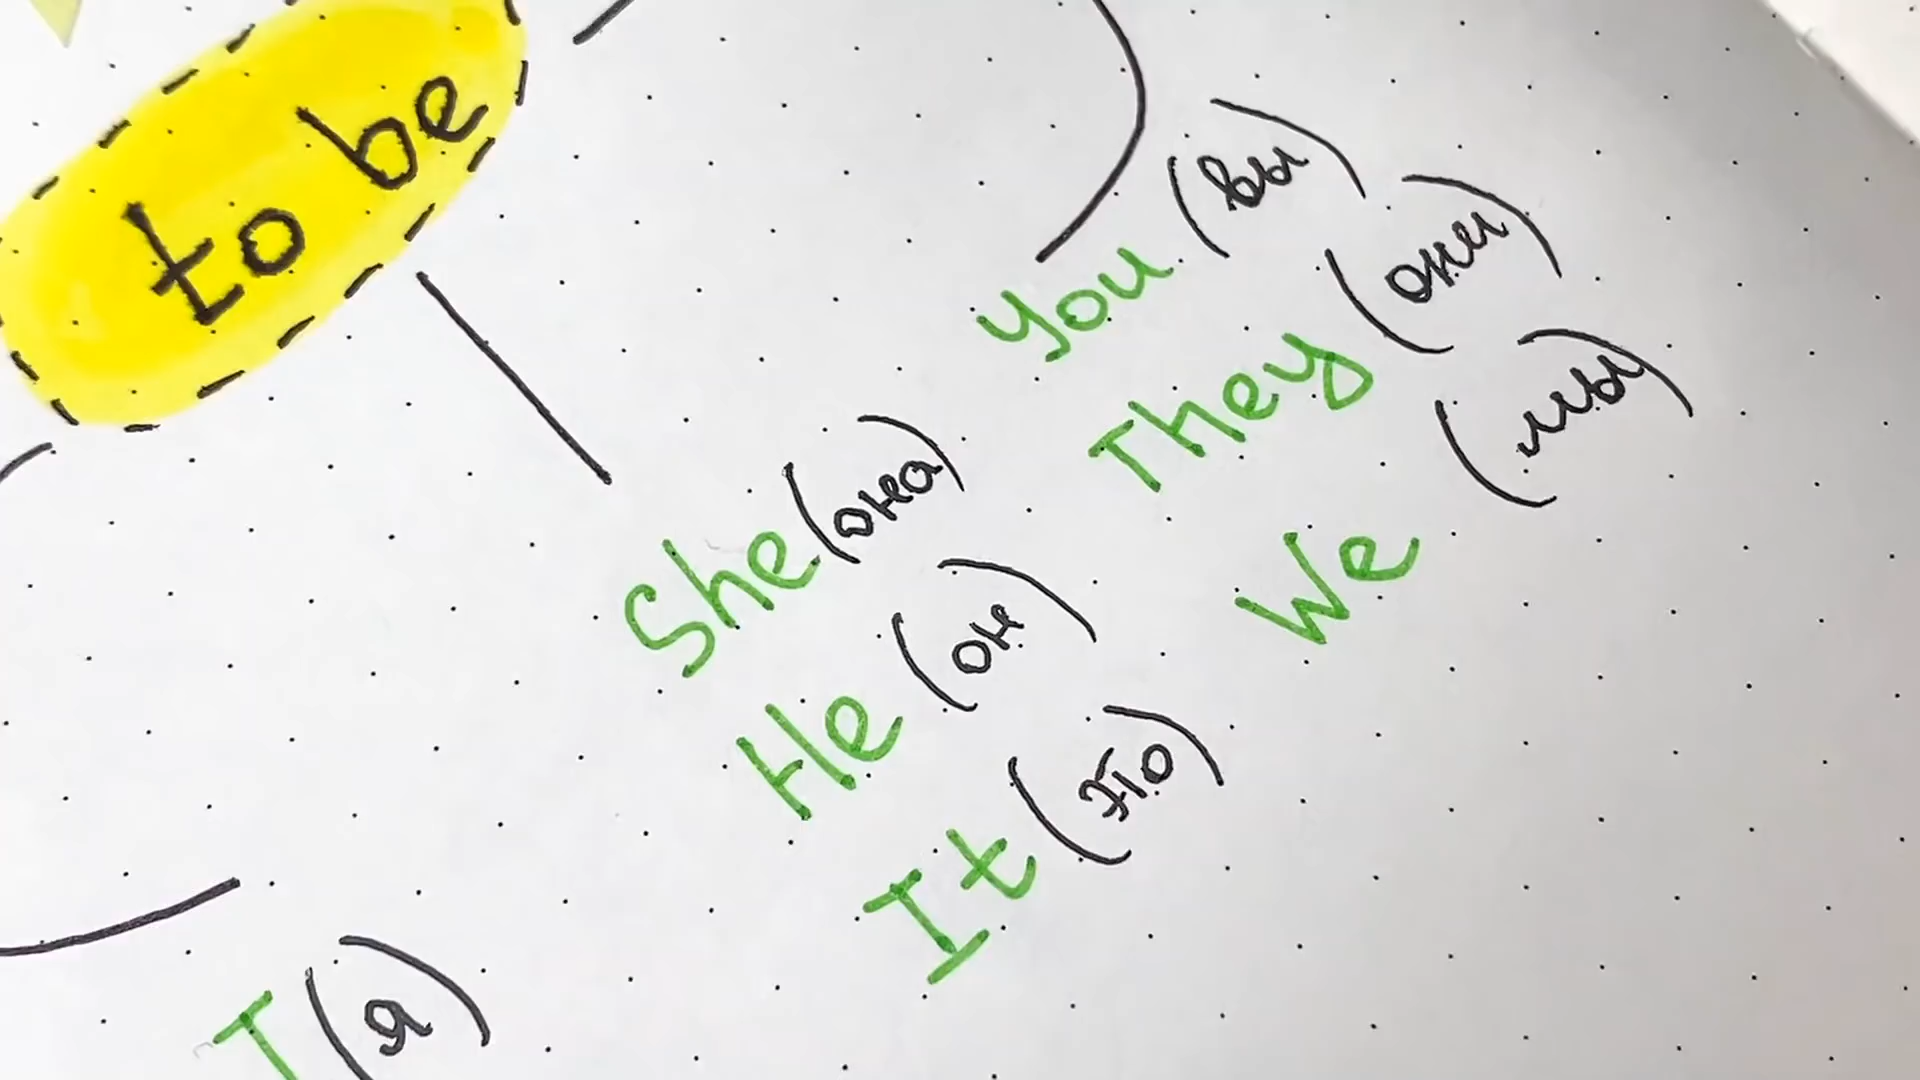 to be
You (вы)
They (они)
We (мы)
She (она)
He (он)
It (это)
I (я)